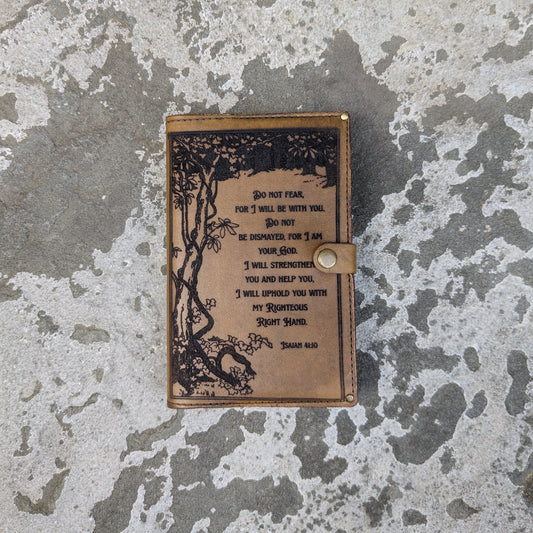 Do not fear,
for I will be with you.
Do not
be dismayed, for I am
your God.
I will strengthen
you and help you,
I will uphold you with
my Righteous
Right Hand.
Isaiah 41:10